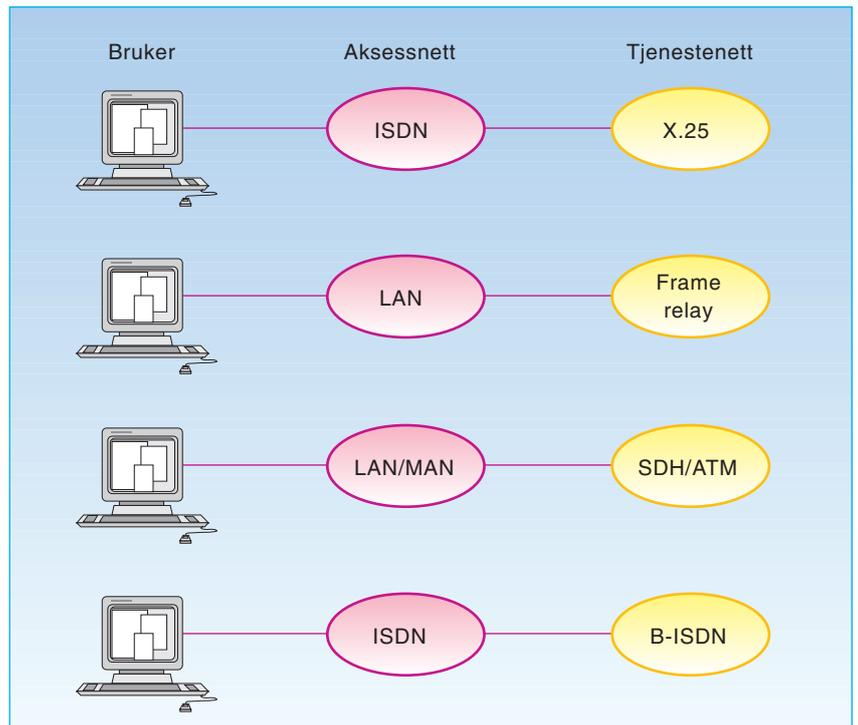 Bruker Aksessnett Tjenestenett
ISDN X.25
LAN Frame
relay
LAN/MAN SDH/ATM
ISDN B-ISDN